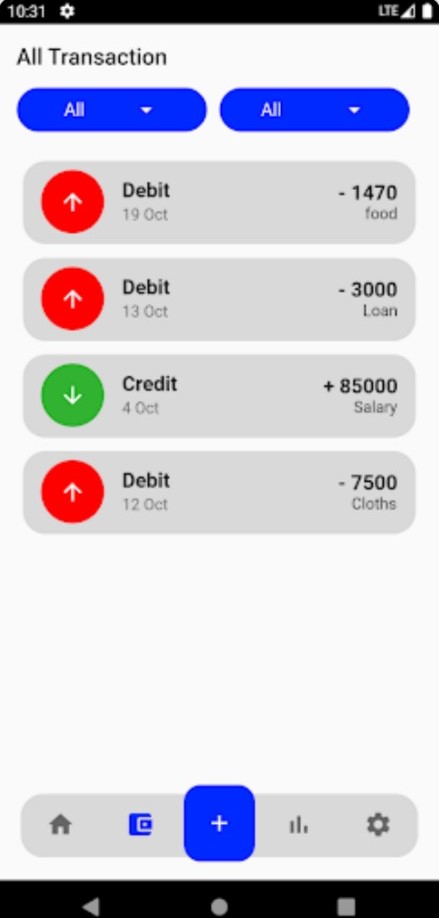 10:31 LTE
All Transaction
All All
Debit - 1470
19 Oct food
Debit - 3000
13 Oct Loan
Credit + 85000
4 Oct Salary
Debit - 7500
12 Oct Cloths
+